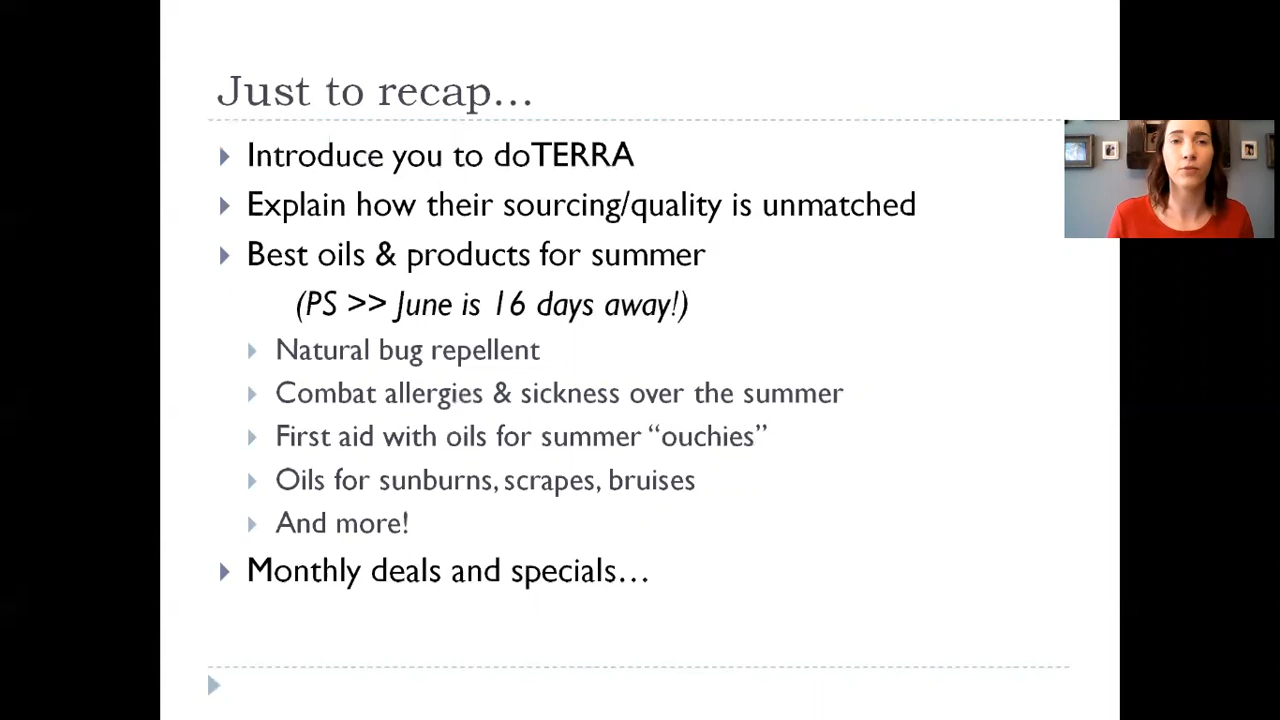 Just to recap...
Introduce you to doTERRA
Explain how their sourcing/quality is unmatched
Best oils & products for summer
(PS >> June is 16 days away!)
Natural bug repellent
Combat allergies & sickness over the summer
First aid with oils for summer “ouchies”
Oils for sunburns, scrapes, bruises
And more!
Monthly deals and specials…